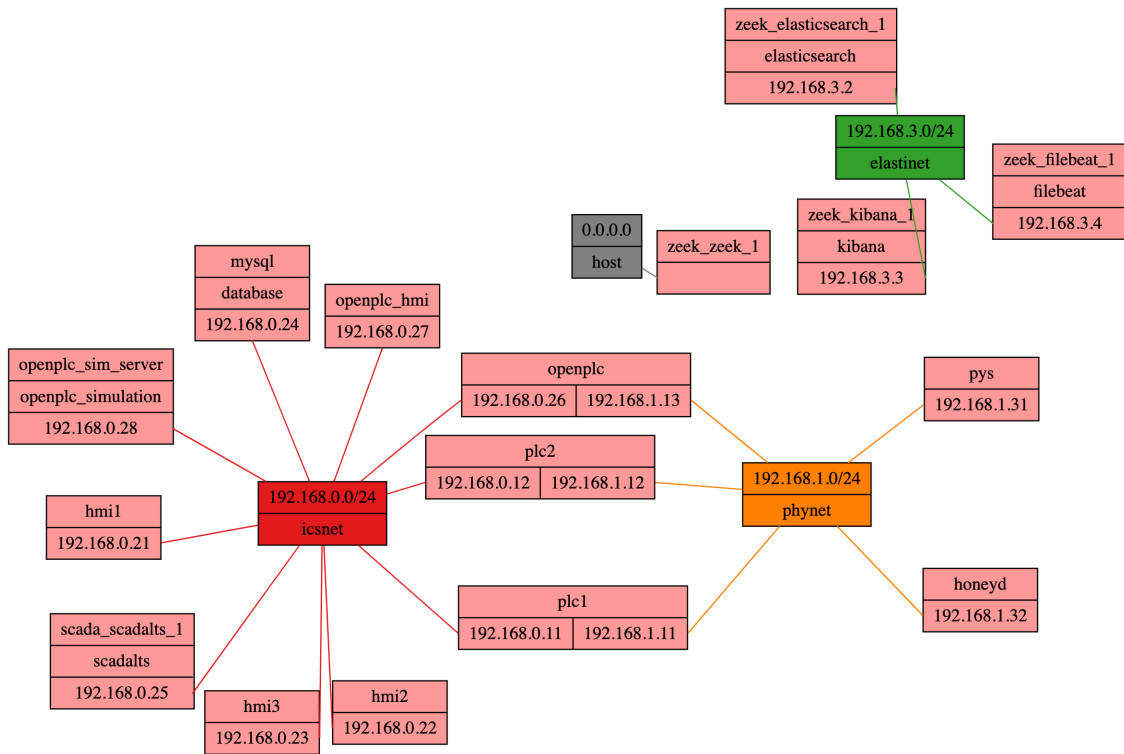 zeek_elasticsearch_1
elasticsearch
192.168.3.2
192.168.3.0/24
elastinet
zeek_filebeat_1
filebeat
192.168.3.4
zeek_kibana_1
kibana
192.168.3.3
0.0.0.0
host
zeek_zeek_1
mysql
database
192.168.0.24
openplc_hmi
192.168.0.27
openplc_sim_server
openplc_simulation
192.168.0.28
openplc
192.168.0.26 192.168.1.13
pys
192.168.1.31
plc2
192.168.0.12 192.168.1.12
192.168.1.0/24
phynet
192.168.0.0/24
icsnet
hmi1
192.168.0.21
honeyd
192.168.1.32
plc1
192.168.0.11 192.168.1.11
scada_scadalts_1
scadalts
192.168.0.25
hmi3
192.168.0.23
hmi2
192.168.0.22